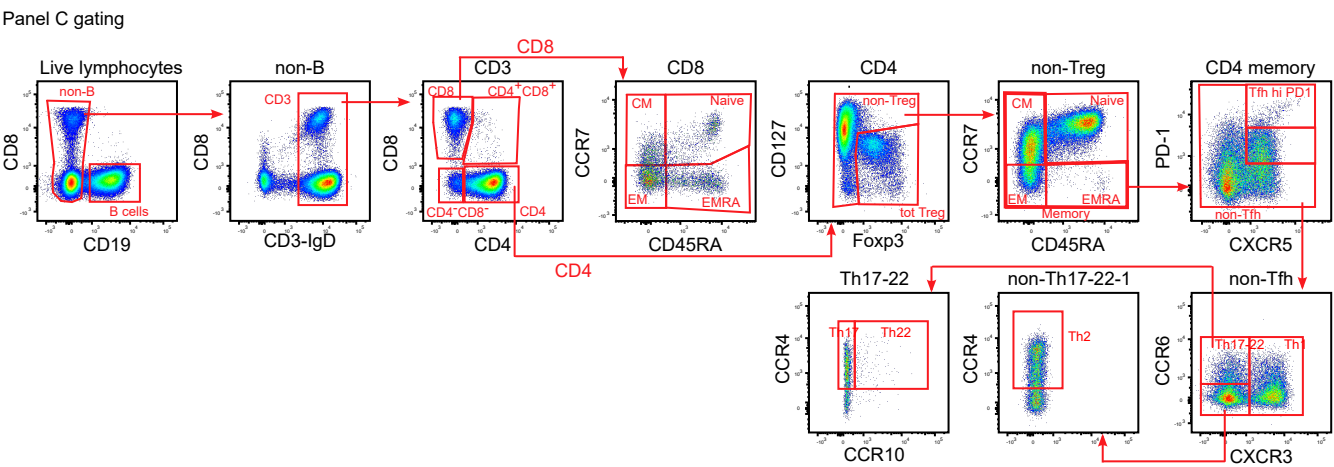 Panel C gating
CD8
Live lymphocytes
non-B
CD3
CD8
CD4
non-Treg
CD4 memory
non-B
B cells
CD8
CD19
CD3
CD8
CD3-IgD
CD8
CD4⁺CD8⁺
CD4⁻CD8⁻
CD4
CD8
CD4
CM
Naive
EM
EMRA
CCR7
CD45RA
non-Treg
tot Treg
CD127
Foxp3
CM
Naive
EM
EMRA
Memory
CCR7
CD45RA
Tfh hi PD1
non-Tfh
PD-1
CXCR5
CD4
Th17-22
non-Th17-22-1
non-Tfh
Th17
Th22
CCR4
CCR10
Th2
CCR4
Th17-22
Th1
CCR6
CXCR3